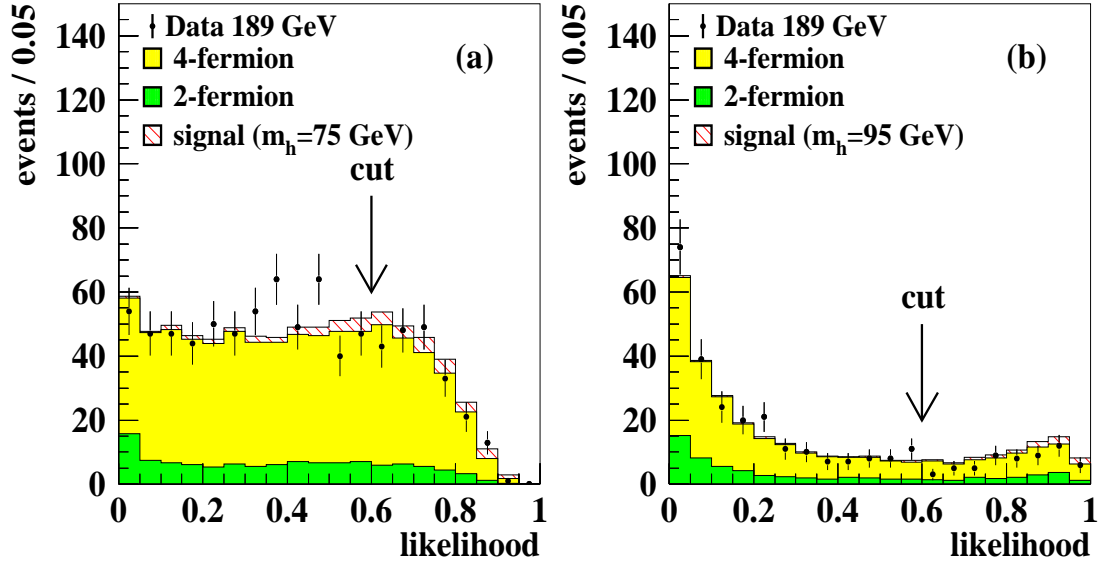 events / 0.05
140
120
100
80
60
40
20
0
Data 189 GeV
4-fermion
2-fermion
signal (m_h=75 GeV)
(a)
cut
0 0.2 0.4 0.6 0.8 1
likelihood
events / 0.05
140
120
100
80
60
40
20
0
Data 189 GeV
4-fermion
2-fermion
signal (m_h=95 GeV)
(b)
cut
0 0.2 0.4 0.6 0.8 1
likelihood